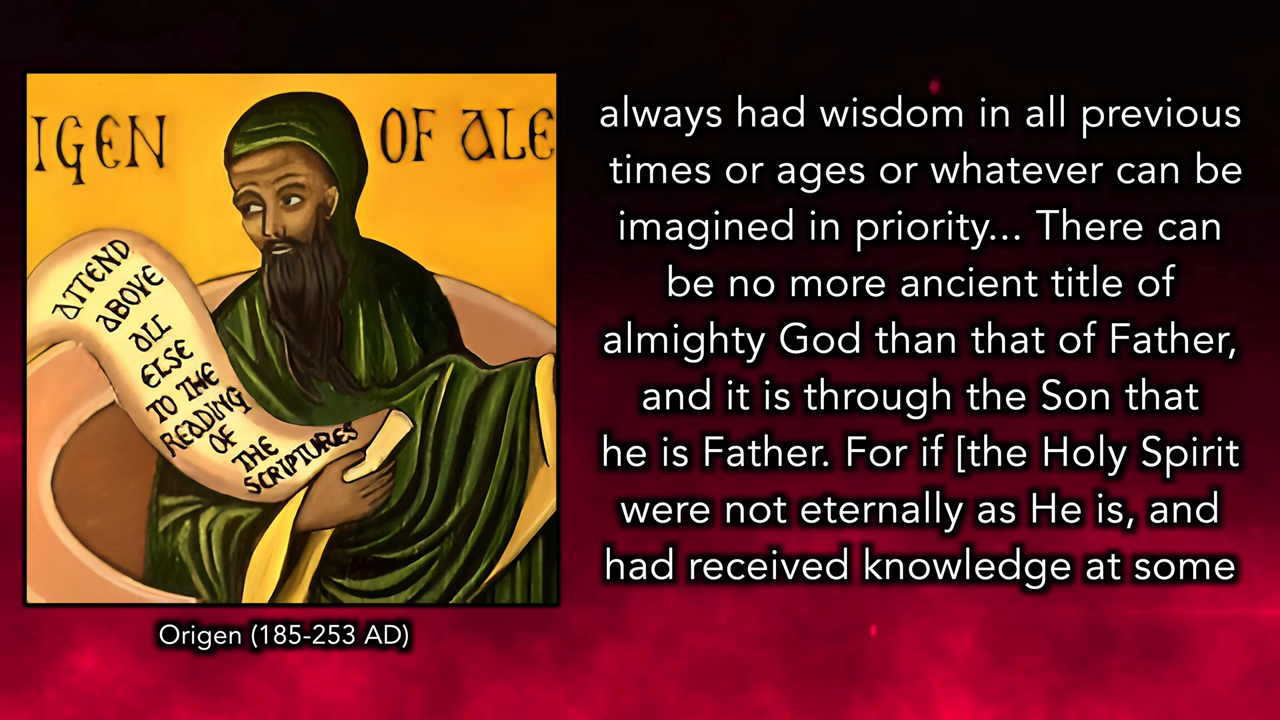 IGEN OF ALE
ATTEND
ABOVE
ALL
ELSE
TO THE
READING
OF
THE
SCRIPTURES
Origen (185-253 AD)
always had wisdom in all previous
times or ages or whatever can be
imagined in priority... There can
be no more ancient title of
almighty God than that of Father,
and it is through the Son that
he is Father. For if [the Holy Spirit
were not eternally as He is, and
had received knowledge at some